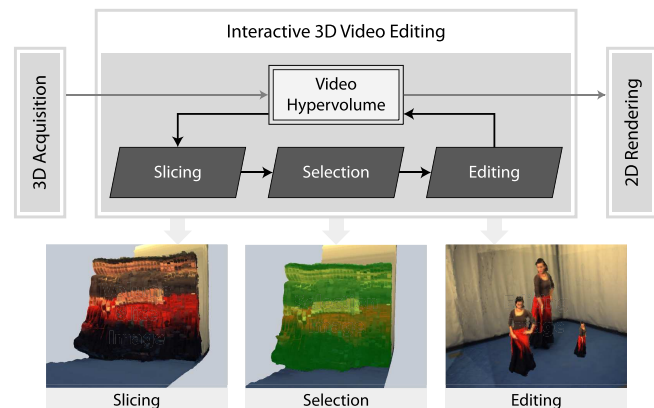 Interactive 3D Video Editing
3D Acquisition
Video
Hypervolume
2D Rendering
Slicing
Selection
Editing
Slicing
Selection
Editing